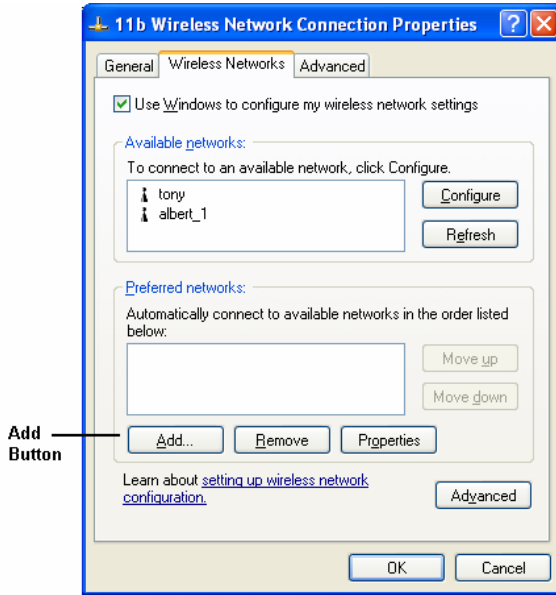 11b Wireless Network Connection Properties
General Wireless Networks Advanced
Use Windows to configure my wireless network settings
Available networks:
To connect to an available network, click Configure.
tony
albert_1
Configure
Refresh
Preferred networks:
Automatically connect to available networks in the order listed
below:
Move up
Move down
Add
Button
Add... Remove Properties
Learn about setting up wireless network
configuration.
Advanced
OK Cancel